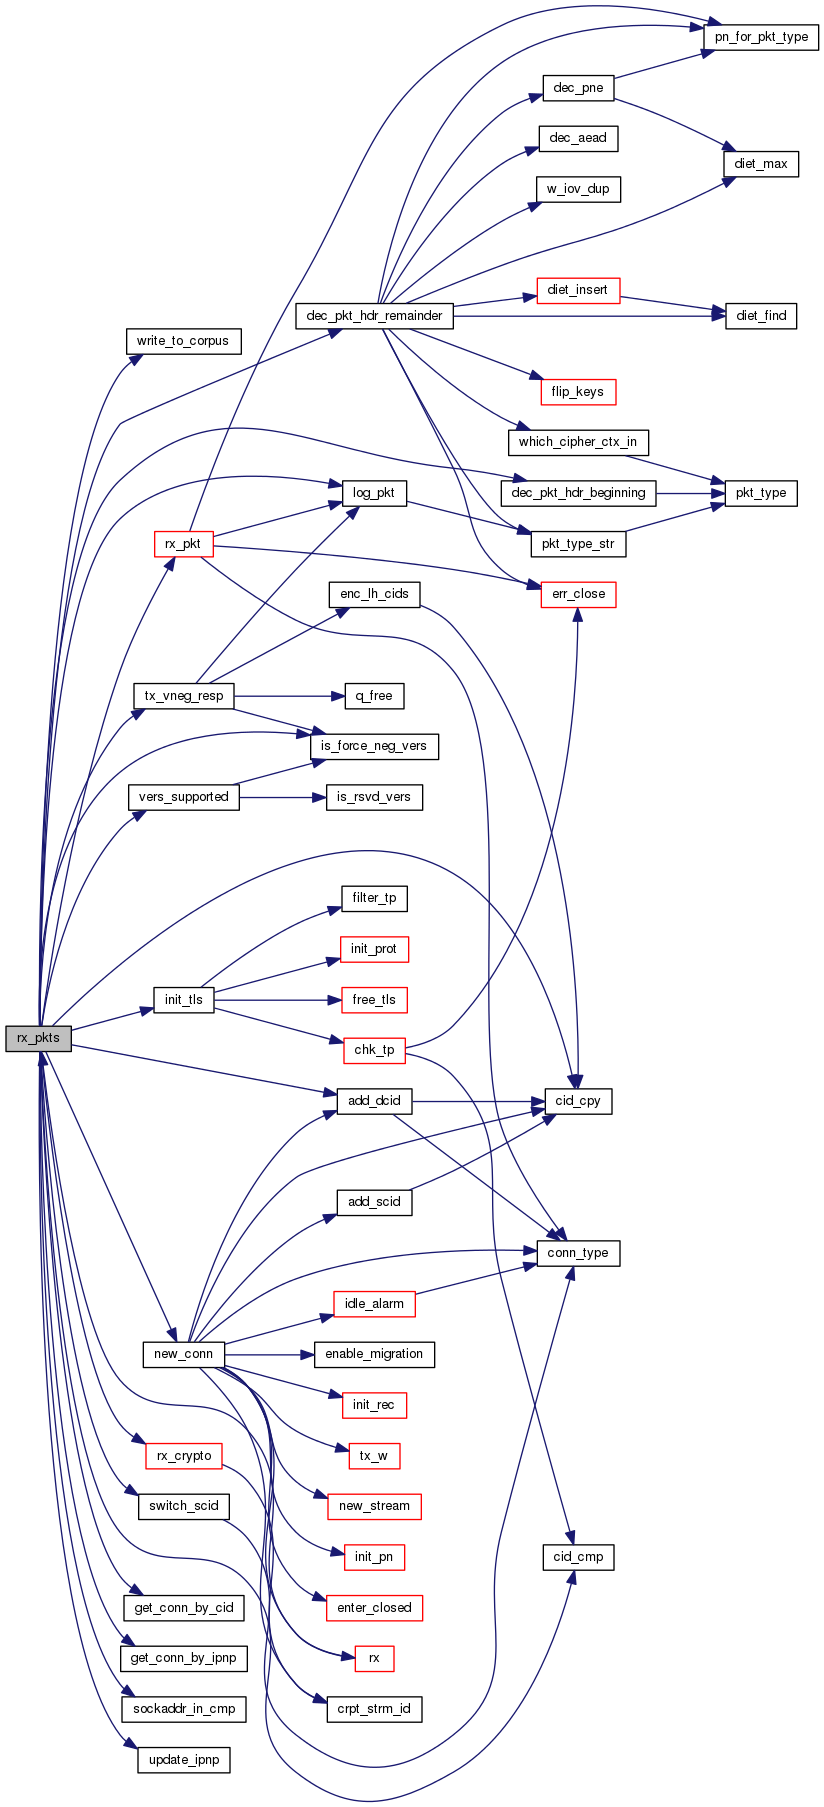 pn_for_pkt_type
dec_pne
dec_aead
diet_max
w_iov_dup
diet_insert
dec_pkt_hdr_remainder
diet_find
write_to_corpus
flip_keys
which_cipher_ctx_in
log_pkt
dec_pkt_hdr_beginning
pkt_type
rx_pkt
pkt_type_str
enc_lh_cids
err_close
tx_vneg_resp
q_free
is_force_neg_vers
vers_supported
is_rsvd_vers
filter_tp
init_prot
init_tls
free_tls
rx_pkts
chk_tp
add_dcid
cid_cpy
add_scid
conn_type
idle_alarm
new_conn
enable_migration
init_rec
rx_crypto
tx_w
switch_scid
new_stream
init_pn
cid_cmp
get_conn_by_cid
enter_closed
get_conn_by_ipnp
rx
sockaddr_in_cmp
crpt_strm_id
update_ipnp